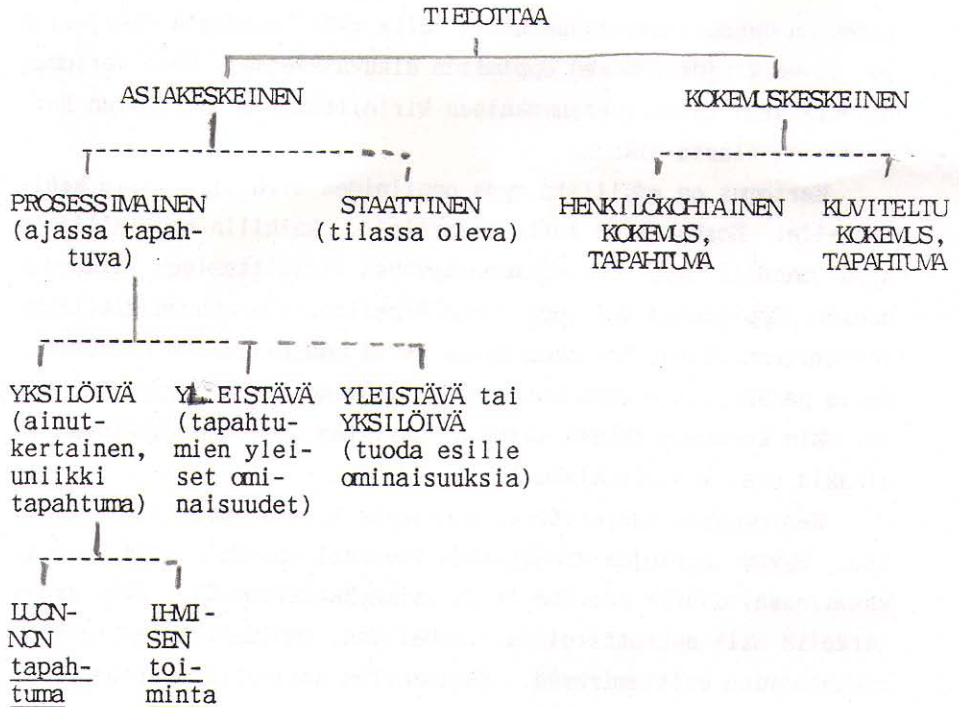 TIEDOTTAA
ASIAKESKEINEN
KOKEMUSKESKEINEN
PROSESSIMAINEN
(ajassa tapah-
tuva)
STAATTINEN
(tilassa oleva)
HENKILÖKOHTAINEN
KOKEMUS,
TAPAHTUMA
KUVITELTU
KOKEMUS,
TAPAHTUMA
YKSILÖIVÄ
(ainut-
kertainen,
uniikki
tapahtuma)
YLEISTÄVÄ
(tapahtu-
mien ylei-
set omi-
naisuudet)
YLEISTÄVÄ tai
YKSILÖIVÄ
(tuoda esille
ominaisuuksia)
LUON-
NON
tapah-
tuma
IHMI-
SEN
toi-
minta